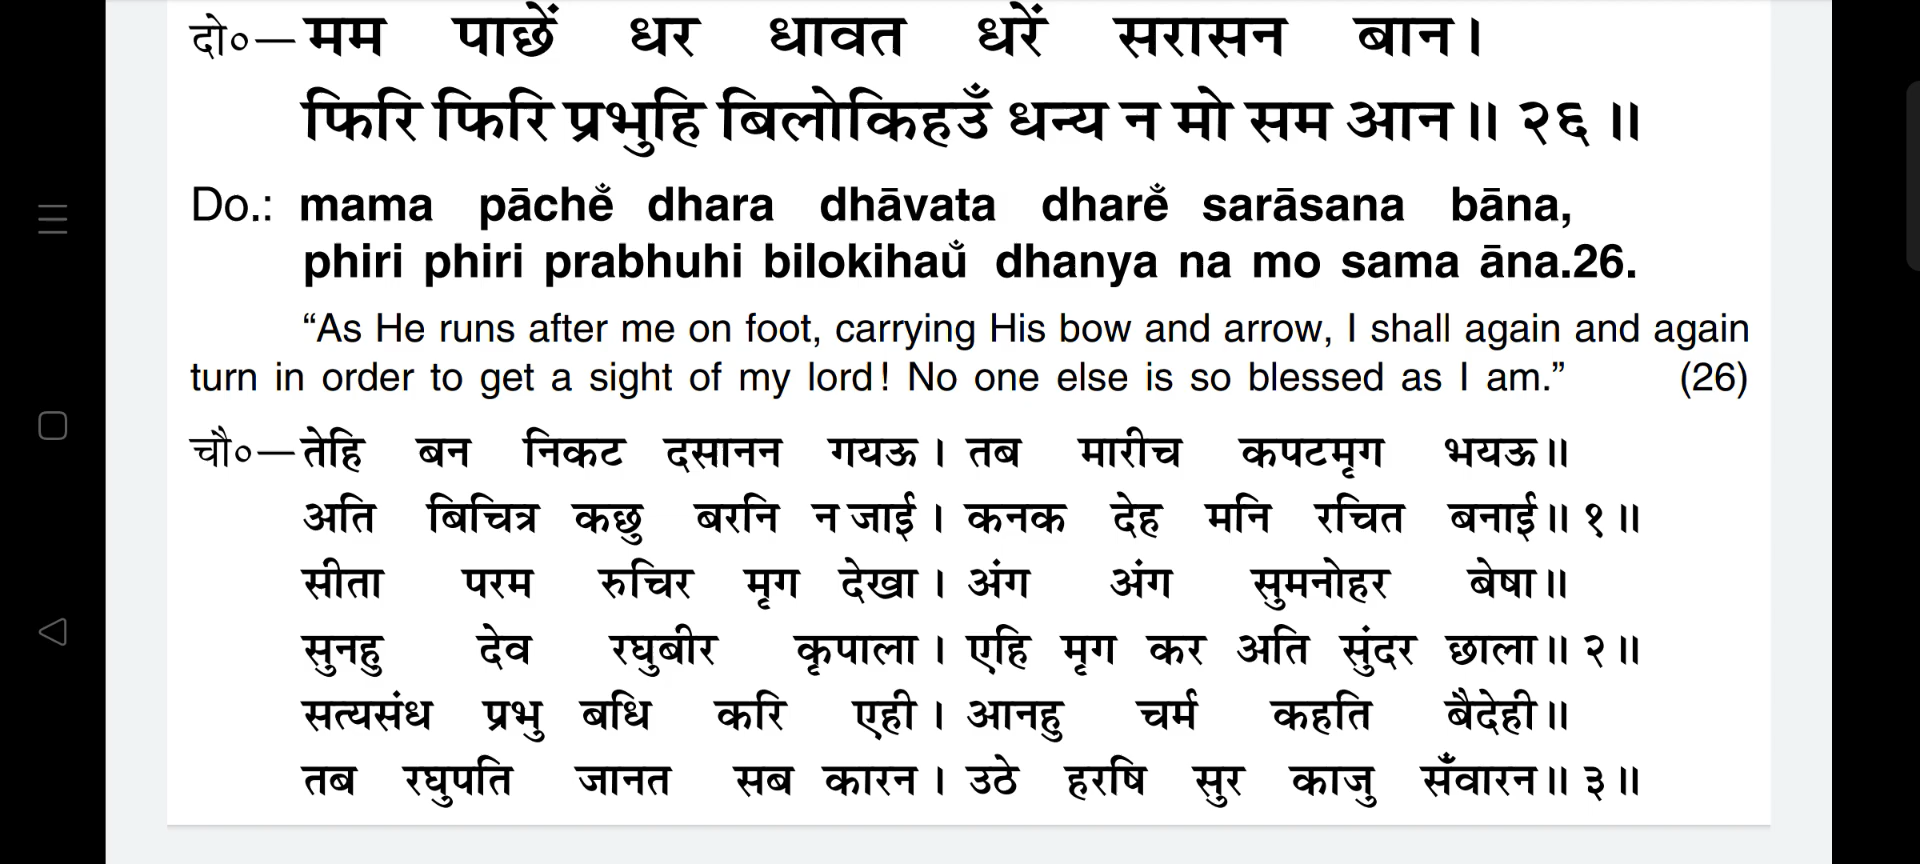 दो०—मम पाछें धर धावत धरें सरासन बान।
फिरि फिरि प्रभुहि बिलोकिहउँ धन्य न मो सम आन॥ २६ ॥
Do.: mama pāchĕ̇ dhara dhāvata dharĕ̇ sarāsana bāna,
phiri phiri prabhuhi bilokihaŭ̇ dhanya na mo sama āna.26.
“As He runs after me on foot, carrying His bow and arrow, I shall again and again
turn in order to get a sight of my lord! No one else is so blessed as I am.” (26)
चौ०—तेहि बन निकट दसानन गयऊ। तब मारीच कपटमृग भयऊ॥
अति बिचित्र कछु बरनि न जाई। कनक देह मनि रचित बनाई॥ १ ॥
सीता परम रुचिर मृग देखा। अंग अंग सुमनोहर बेषा॥
सुनहु देव रघुबीर कृपाला। एहि मृग कर अति सुंदर छाला॥ २ ॥
सत्यसंध प्रभु बधि करि एही। आनहु चर्म कहति बैदेही॥
तब रघुपति जानत सब कारन। उठे हरषि सुर काजु सँवारन॥ ३ ॥